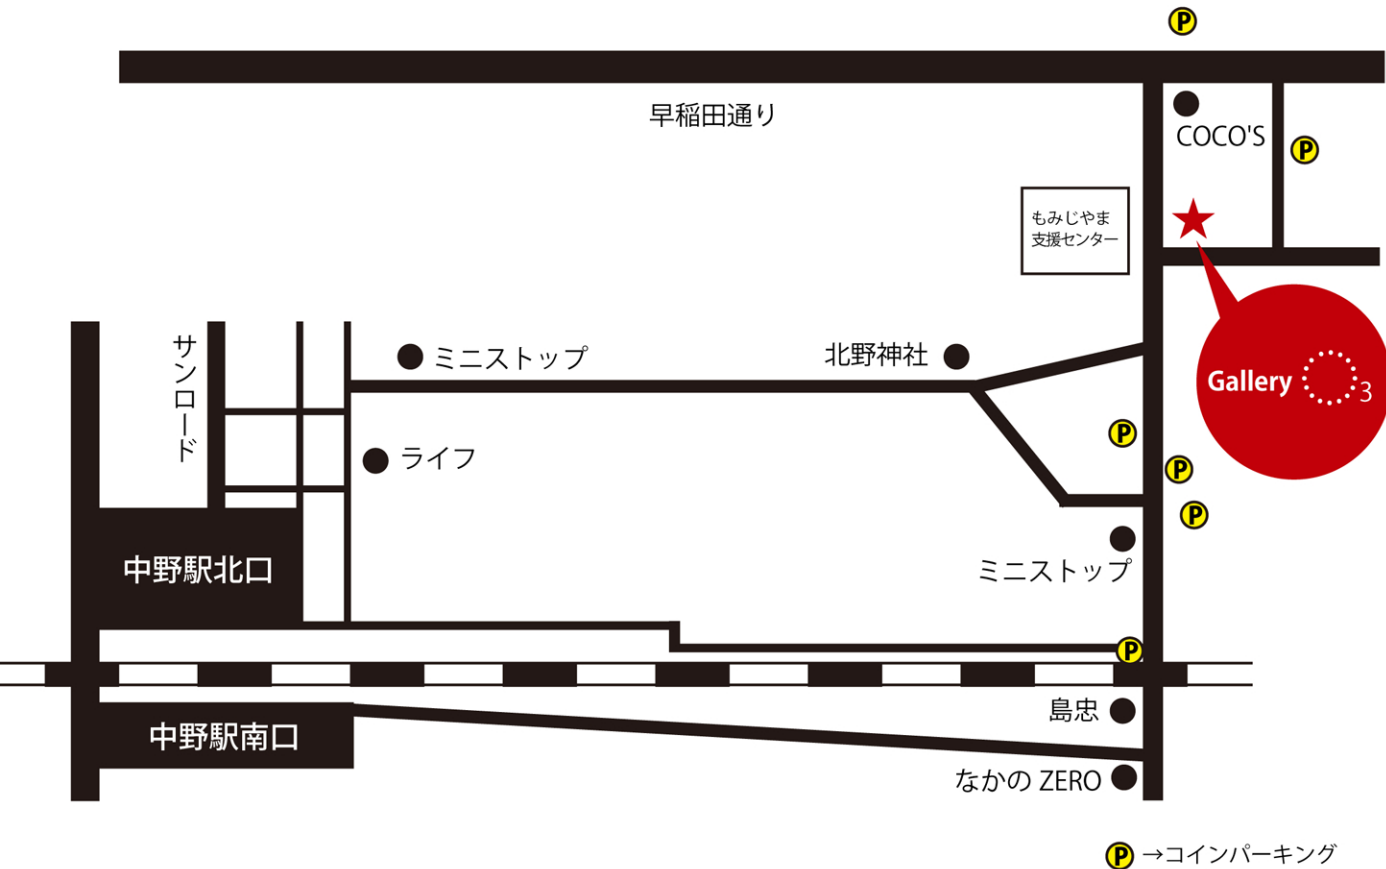 P
早稲田通り
COCO'S
P
もみじやま
支援センター
サンロード
ミニストップ
北野神社
Gallery
3
P
ライフ
P
P
中野駅北口
ミニストップ
P
島忠
中野駅南口
なかの ZERO
P →コインパーキング